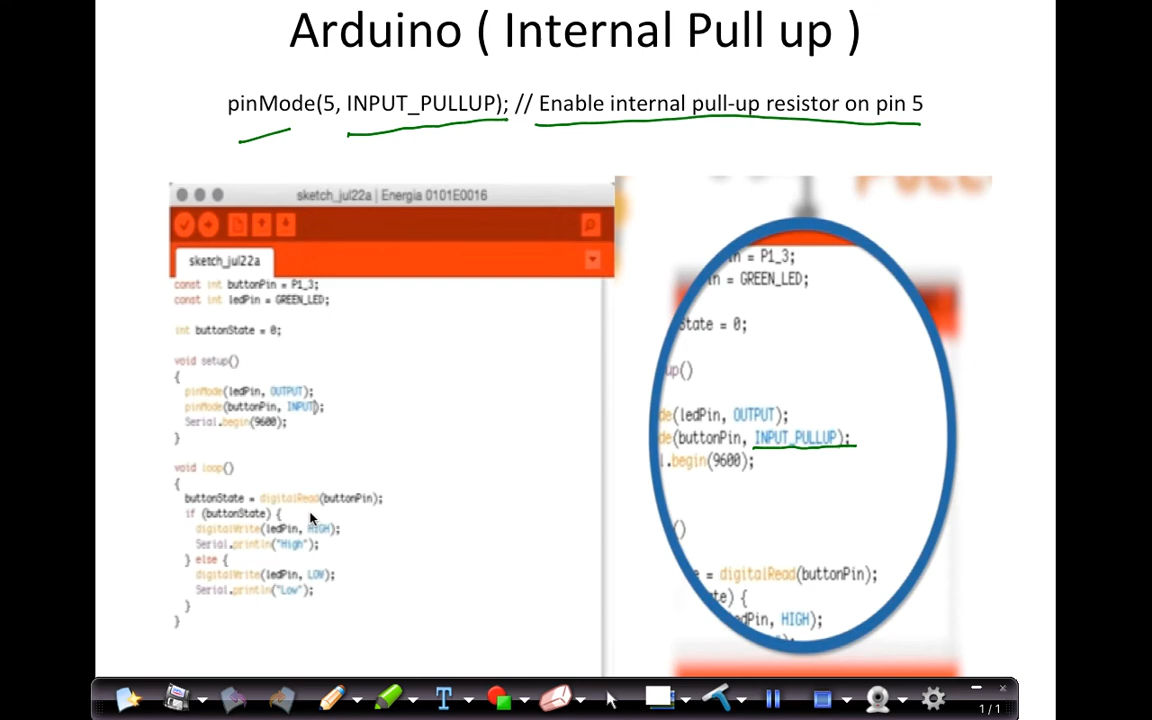 Arduino ( Internal Pull up )
pinMode(5, INPUT_PULLUP); // Enable internal pull-up resistor on pin 5
sketch_jul22a | Energia 0101E0016
sketch_jul22a
const int buttonPin = P1_3;
const int ledPin = GREEN_LED;
int buttonState = 0;
void setup()
{
pinMode(ledPin, OUTPUT);
pinMode(buttonPin, INPUT);
Serial.begin(9600);
}
void loop()
{
buttonState = digitalRead(buttonPin);
if (buttonState) {
digitalWrite(ledPin, HIGH);
Serial.println("High");
} else {
digitalWrite(ledPin, LOW);
Serial.println("Low");
}
}
in = P1_3;
in = GREEN_LED;
State = 0;
up()
de(ledPin, OUTPUT);
de(buttonPin, INPUT_PULLUP);
l.begin(9600);
()
e = digitalRead(buttonPin);
te) {
edPin, HIGH);
T
1 / 1